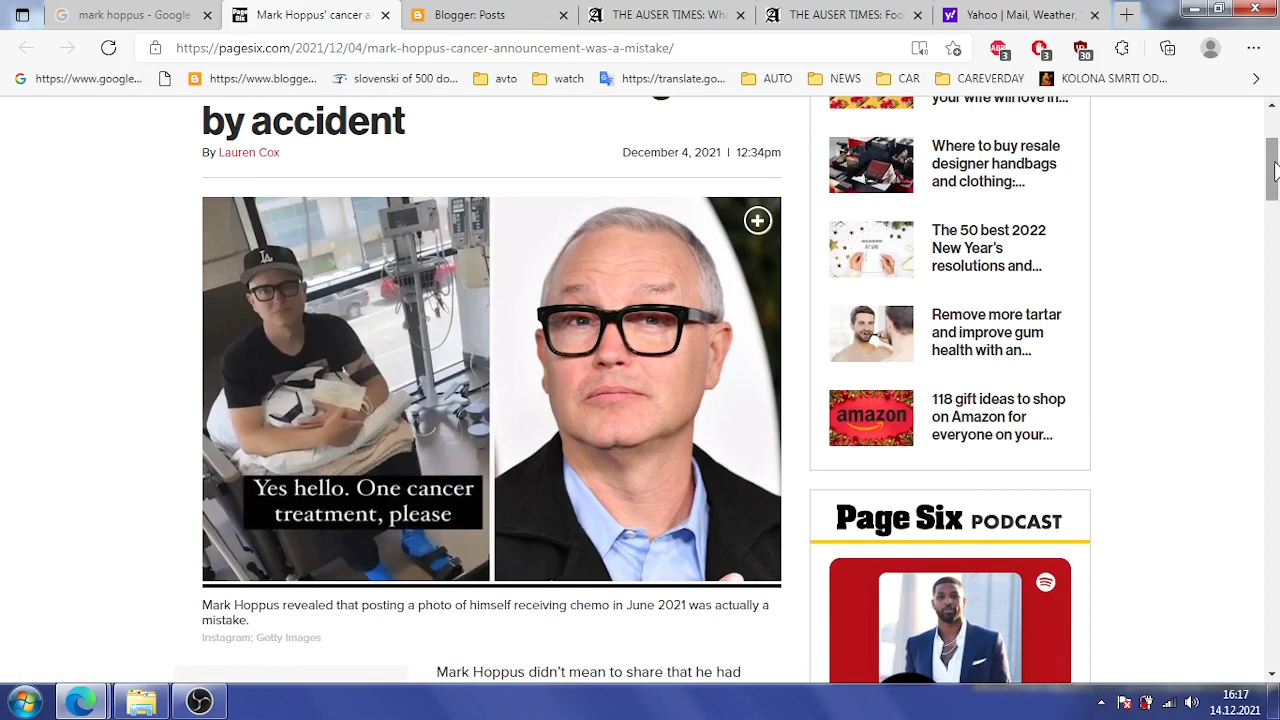 Mark Hoppus - Google
Mark Hoppus' cancer
Blogger: Posts
THE AUSER TIMES: Wh
THE AUSER TIMES: Foo
Yahoo | Mail, Weather,
https://pagesix.com/2021/12/04/mark-hoppus-cancer-announcement-was-a-mistake/
3
3
30
https://www.google...
https://www.blogge...
slovenski of 500 do...
avto
watch
https://translate.go...
AUTO
NEWS
CAR
CAREVERDAY
KOLONA SMRTI OD...
by accident
By Lauren Cox
December 4, 2021 | 12:34pm
LA
Yes hello. One cancer
treatment, please
Mark Hoppus revealed that posting a photo of himself receiving chemo in June 2021 was actually a
mistake.
Instagram; Getty Images
Mark Hoppus didn't mean to share that he had
your wife will love in...
Where to buy resale
designer handbags
and clothing:...
The 50 best 2022
New Year's
resolutions and...
Remove more tartar
and improve gum
health with an...
amazon
118 gift ideas to shop
on Amazon for
everyone on your...
Page Six PODCAST
16:17
14.12.2021